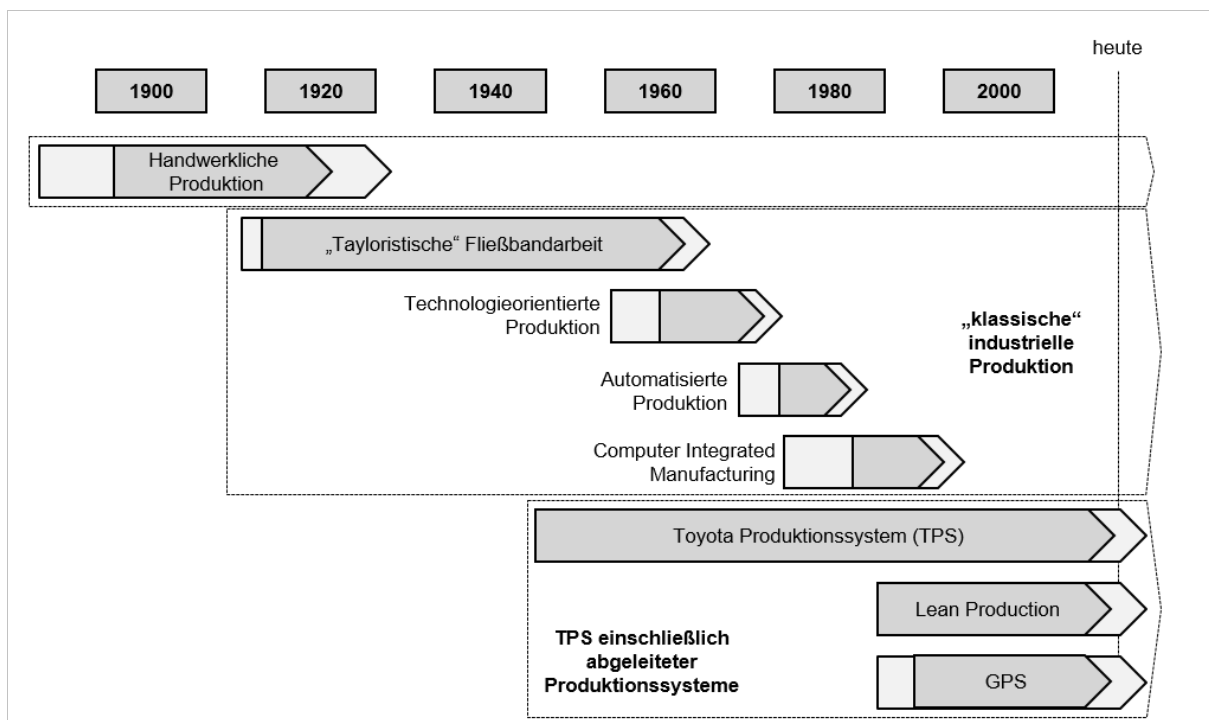 heute
1900
1920
1940
1960
1980
2000
Handwerkliche
Produktion
„Tayloristische“ Fließbandarbeit
Technologieorientierte
Produktion
„klassische“
industrielle
Produktion
Automatisierte
Produktion
Computer Integrated
Manufacturing
Toyota Produktionssystem (TPS)
Lean Production
TPS einschließlich
abgeleiteter
Produktionssysteme
GPS